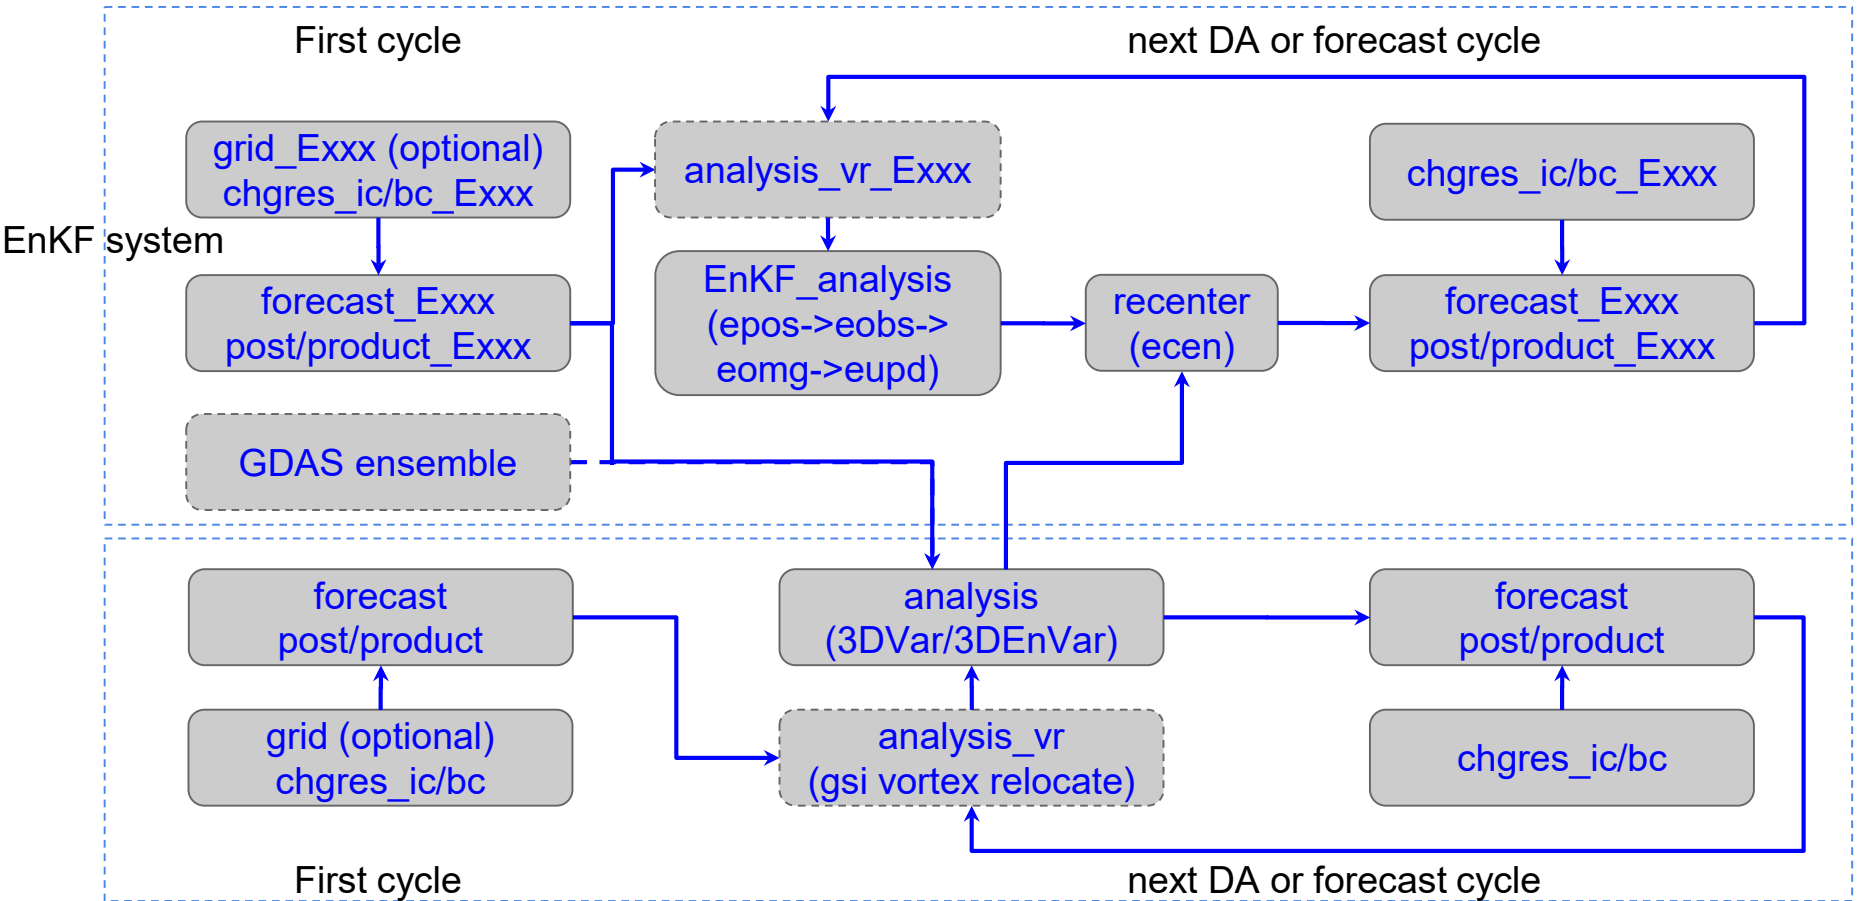 First cycle
next DA or forecast cycle
grid_Exxx (optional)
chgres_ic/bc_Exxx
analysis_vr_Exxx
chgres_ic/bc_Exxx
EnKF system
forecast_Exxx
post/product_Exxx
EnKF_analysis
(epos->eobs->
eomg->eupd)
recenter
(ecen)
forecast_Exxx
post/product_Exxx
GDAS ensemble
forecast
post/product
analysis
(3DVar/3DEnVar)
forecast
post/product
grid (optional)
chgres_ic/bc
analysis_vr
(gsi vortex relocate)
chgres_ic/bc
First cycle
next DA or forecast cycle